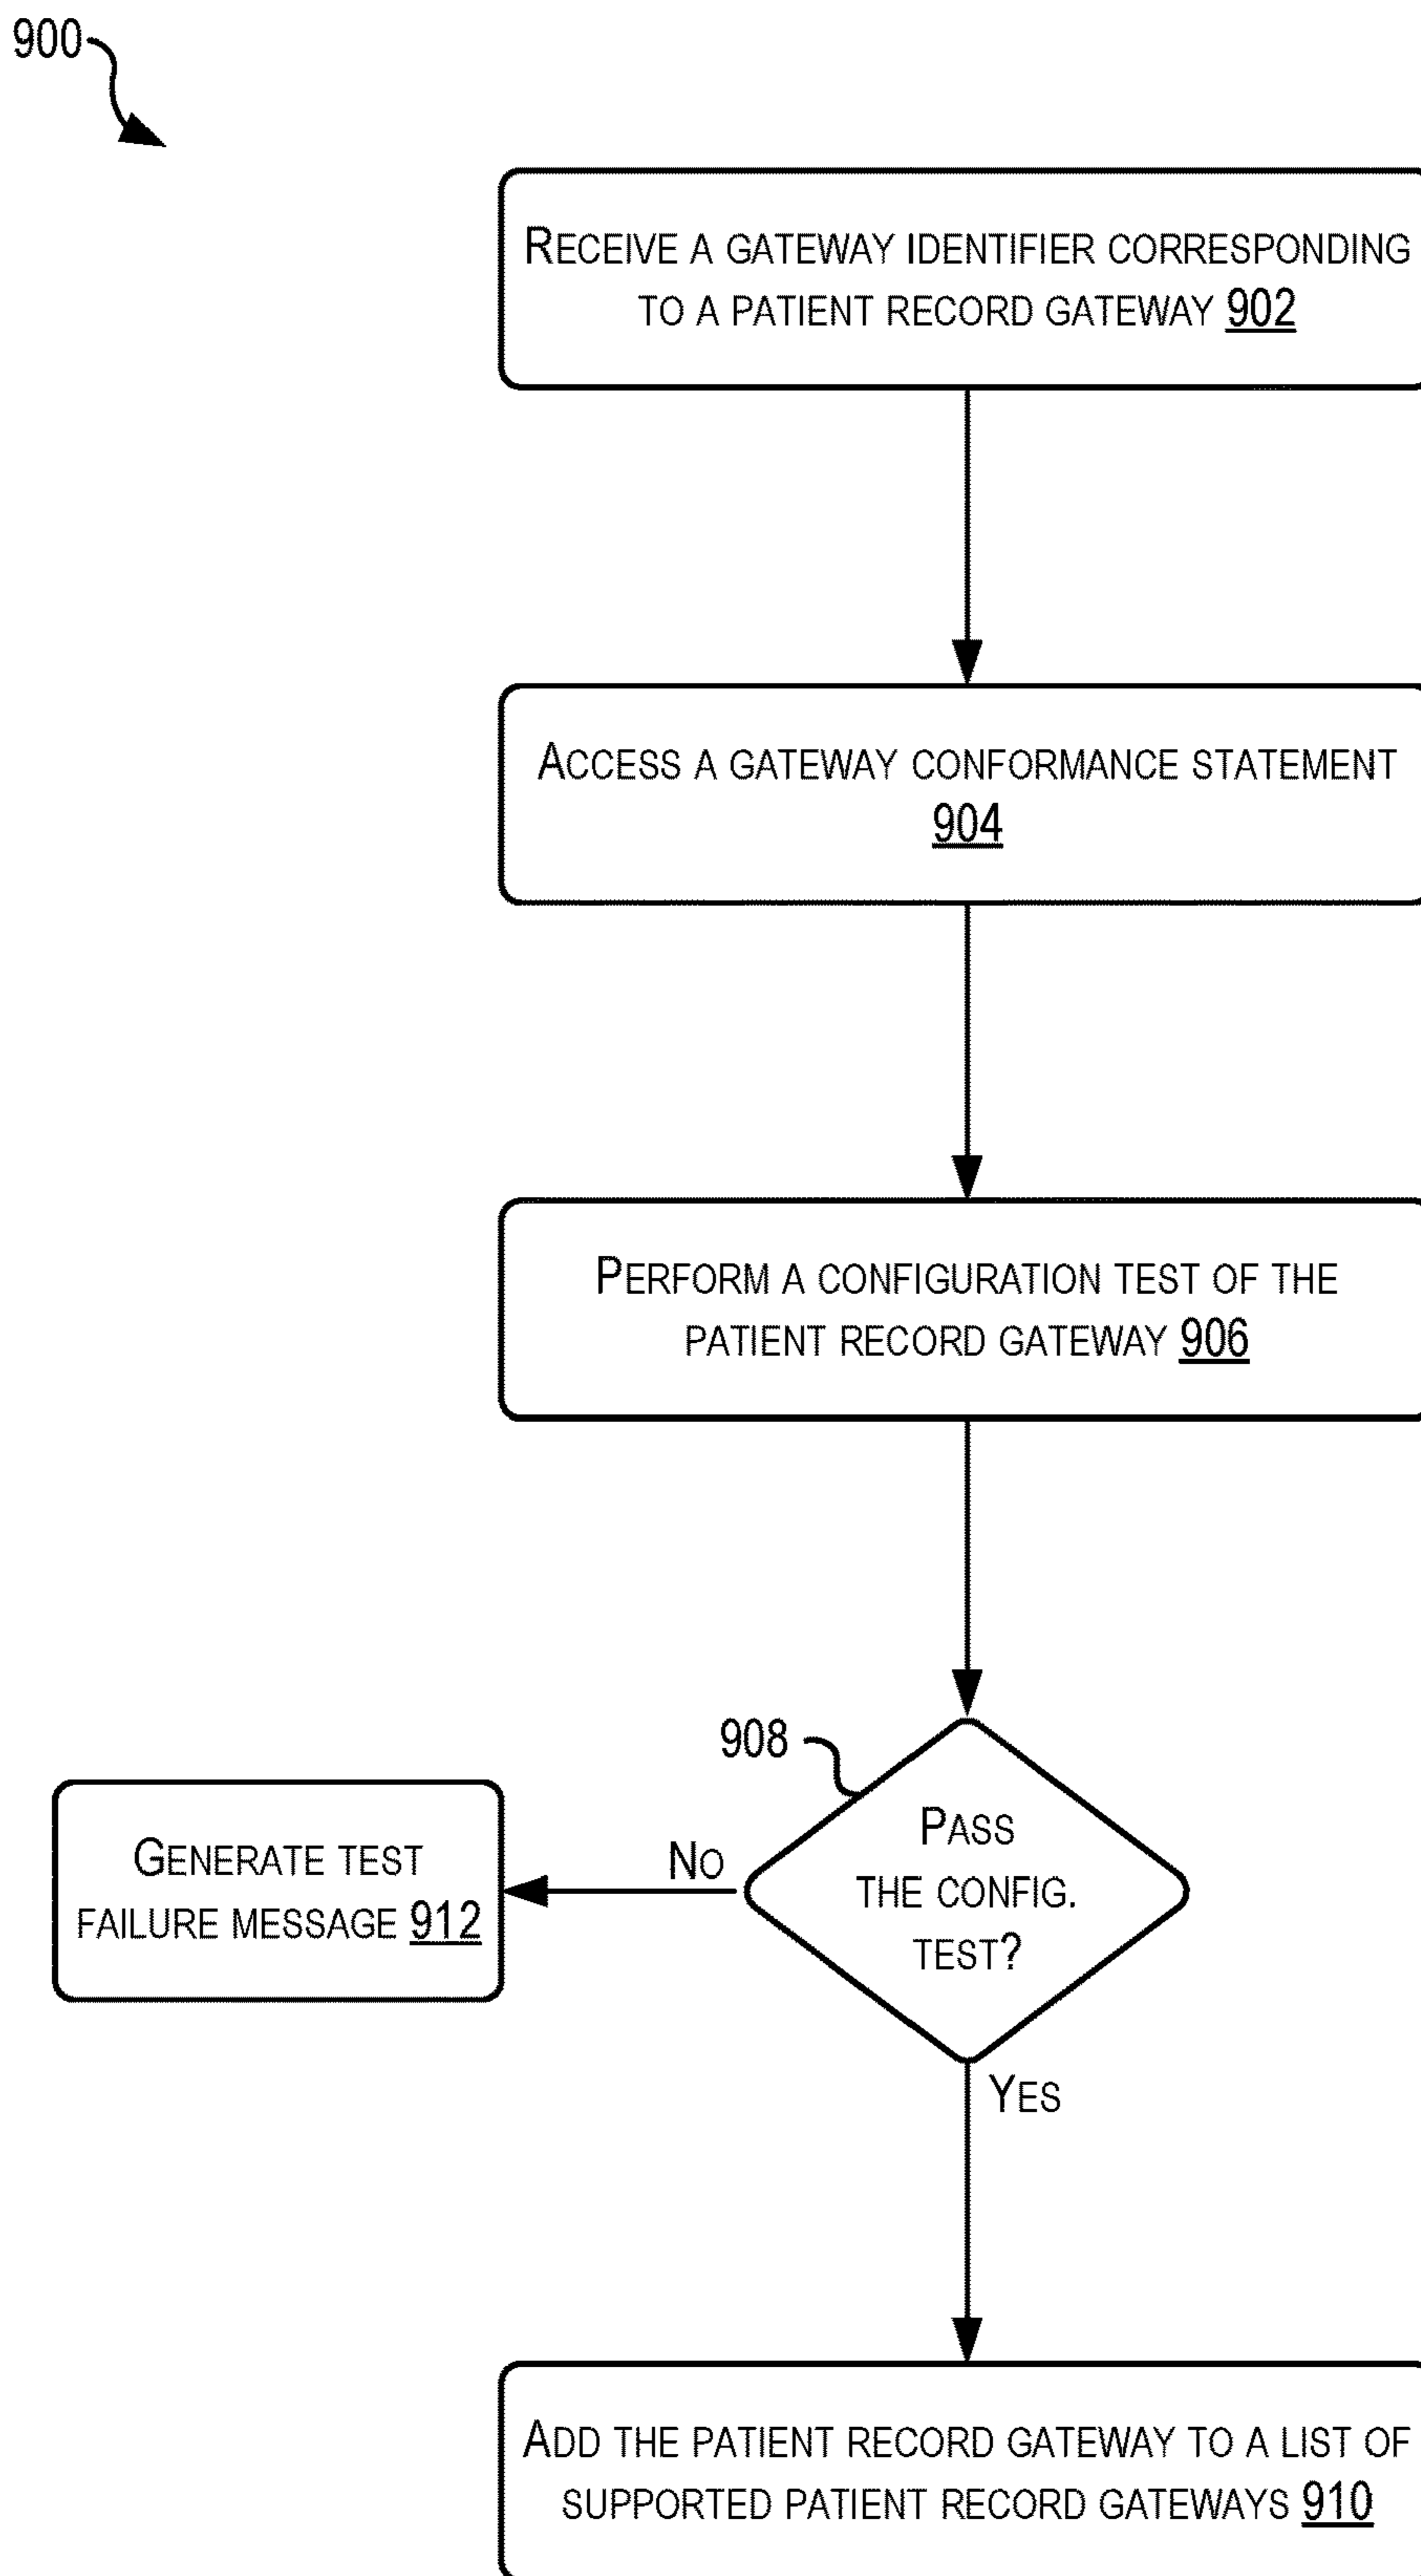 900
RECEIVE A GATEWAY IDENTIFIER CORRESPONDING
TO A PATIENT RECORD GATEWAY 902
ACCESS A GATEWAY CONFORMANCE STATEMENT
904
PERFORM A CONFIGURATION TEST OF THE
PATIENT RECORD GATEWAY 906
908
PASS
THE CONFIG.
TEST?
NO
GENERATE TEST
FAILURE MESSAGE 912
YES
ADD THE PATIENT RECORD GATEWAY TO A LIST OF
SUPPORTED PATIENT RECORD GATEWAYS 910